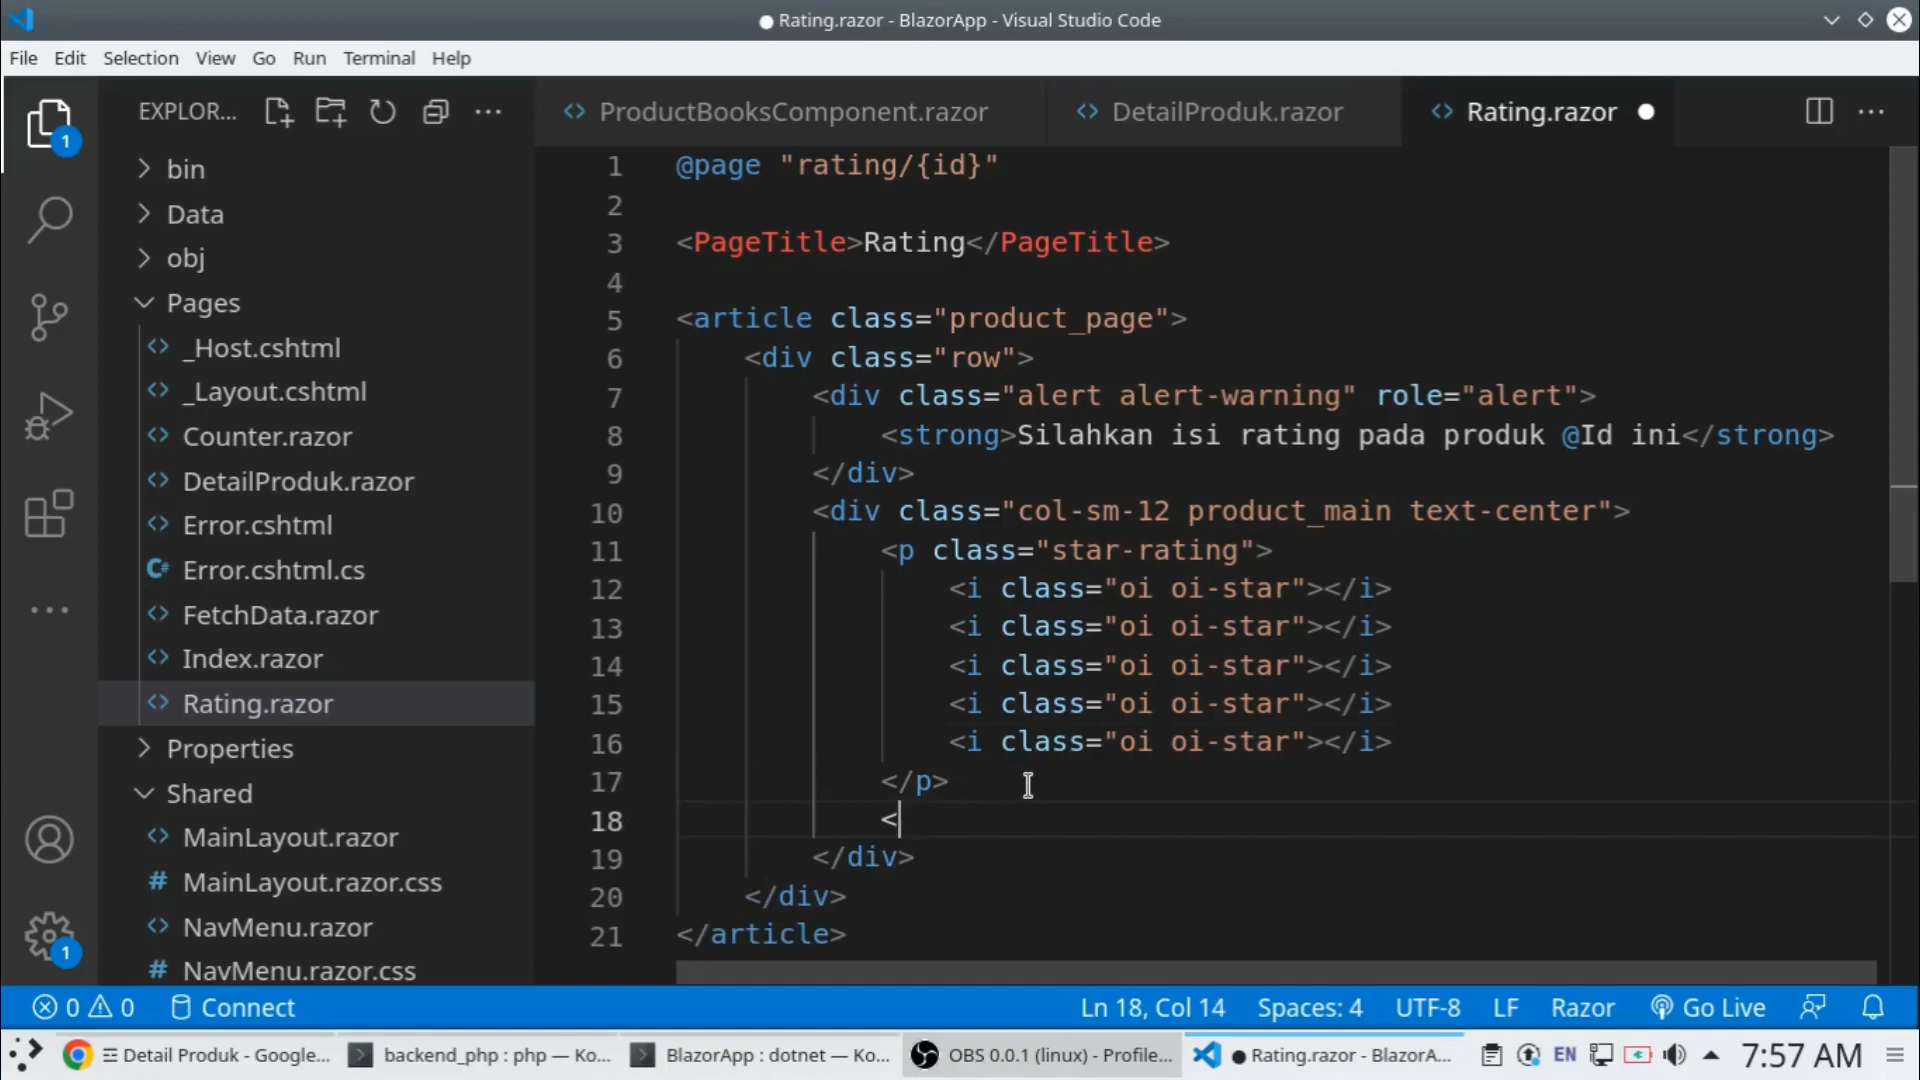 Rating.razor - BlazorApp - Visual Studio Code
File Edit Selection View Go Run Terminal Help
EXPLOR...
ProductBooksComponent.razor
DetailProduk.razor
Rating.razor
1
bin
Data
obj
Pages
_Host.cshtml
_Layout.cshtml
Counter.razor
DetailProduk.razor
Error.cshtml
Error.cshtml.cs
FetchData.razor
Index.razor
Rating.razor
Properties
Shared
MainLayout.razor
MainLayout.razor.css
NavMenu.razor
NavMenu.razor.css
1
1 @page "rating/{id}"
2
3 <PageTitle>Rating</PageTitle>
4
5 <article class="product_page">
6 <div class="row">
7 <div class="alert alert-warning" role="alert">
8 <strong>Silahkan isi rating pada produk @Id ini</strong>
9 </div>
10 <div class="col-sm-12 product_main text-center">
11 <p class="star-rating">
12 <i class="oi oi-star"></i>
13 <i class="oi oi-star"></i>
14 <i class="oi oi-star"></i>
15 <i class="oi oi-star"></i>
16 <i class="oi oi-star"></i>
17 </p>
18 <
19 </div>
20 </div>
21 </article>
0 0 Connect Ln 18, Col 14 Spaces: 4 UTF-8 LF Razor Go Live
Detail Produk - Google... backend_php : php — Ko... BlazorApp : dotnet — Ko... OBS 0.0.1 (linux) - Profile... Rating.razor - BlazorA... EN 7:57 AM